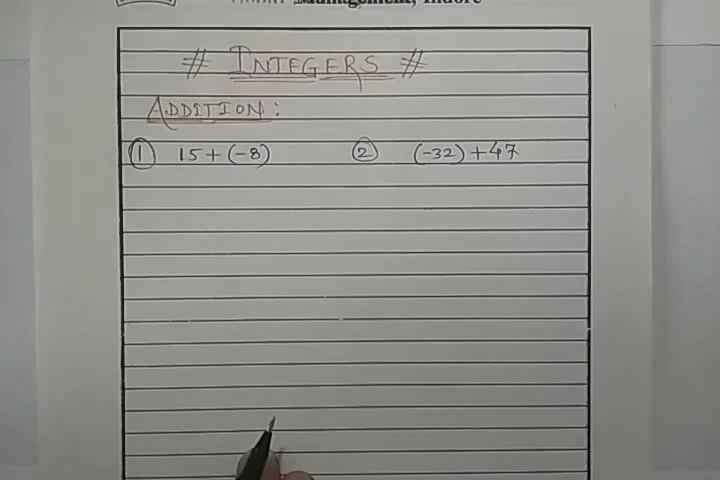 Management, Indore
# INTEGERS #
ADDITION:
① 15+(-8) ② (-32)+47